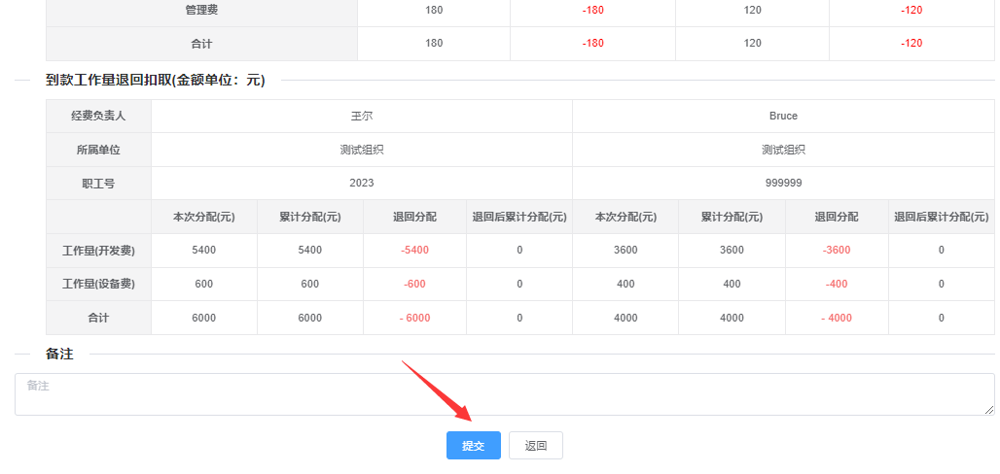 管理费 180 -180 120 -120
合计 180 -180 120 -120
到款工作量退回扣取(金额单位：元)
经费负责人 王尔 Bruce
所属单位 测试组织 测试组织
职工号 2023 999999
本次分配(元) 累计分配(元) 退回分配 退回后累计分配(元) 本次分配(元) 累计分配(元) 退回分配 退回后累计分配(元)
工作量(开发费) 5400 5400 -5400 0 3600 3600 -3600 0
工作量(设备费) 600 600 -600 0 400 400 -400 0
合计 6000 6000 - 6000 0 4000 4000 - 4000 0
备注
备注
提交 返回